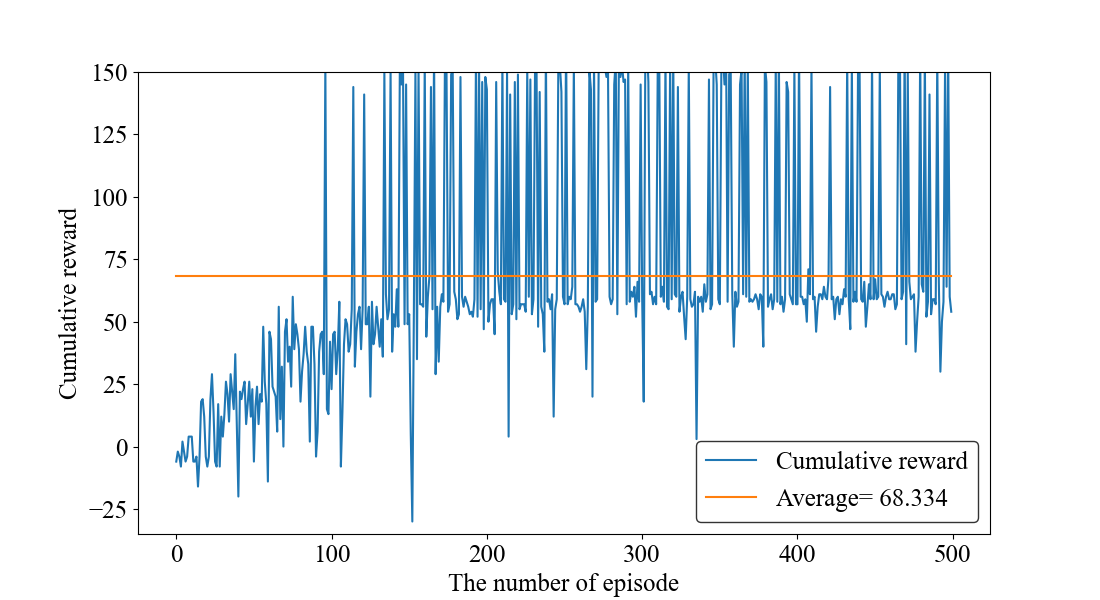 150
125
100
75
50
25
0
−25
Cumulative reward
0 100 200 300 400 500
The number of episode
Cumulative reward
Average= 68.334